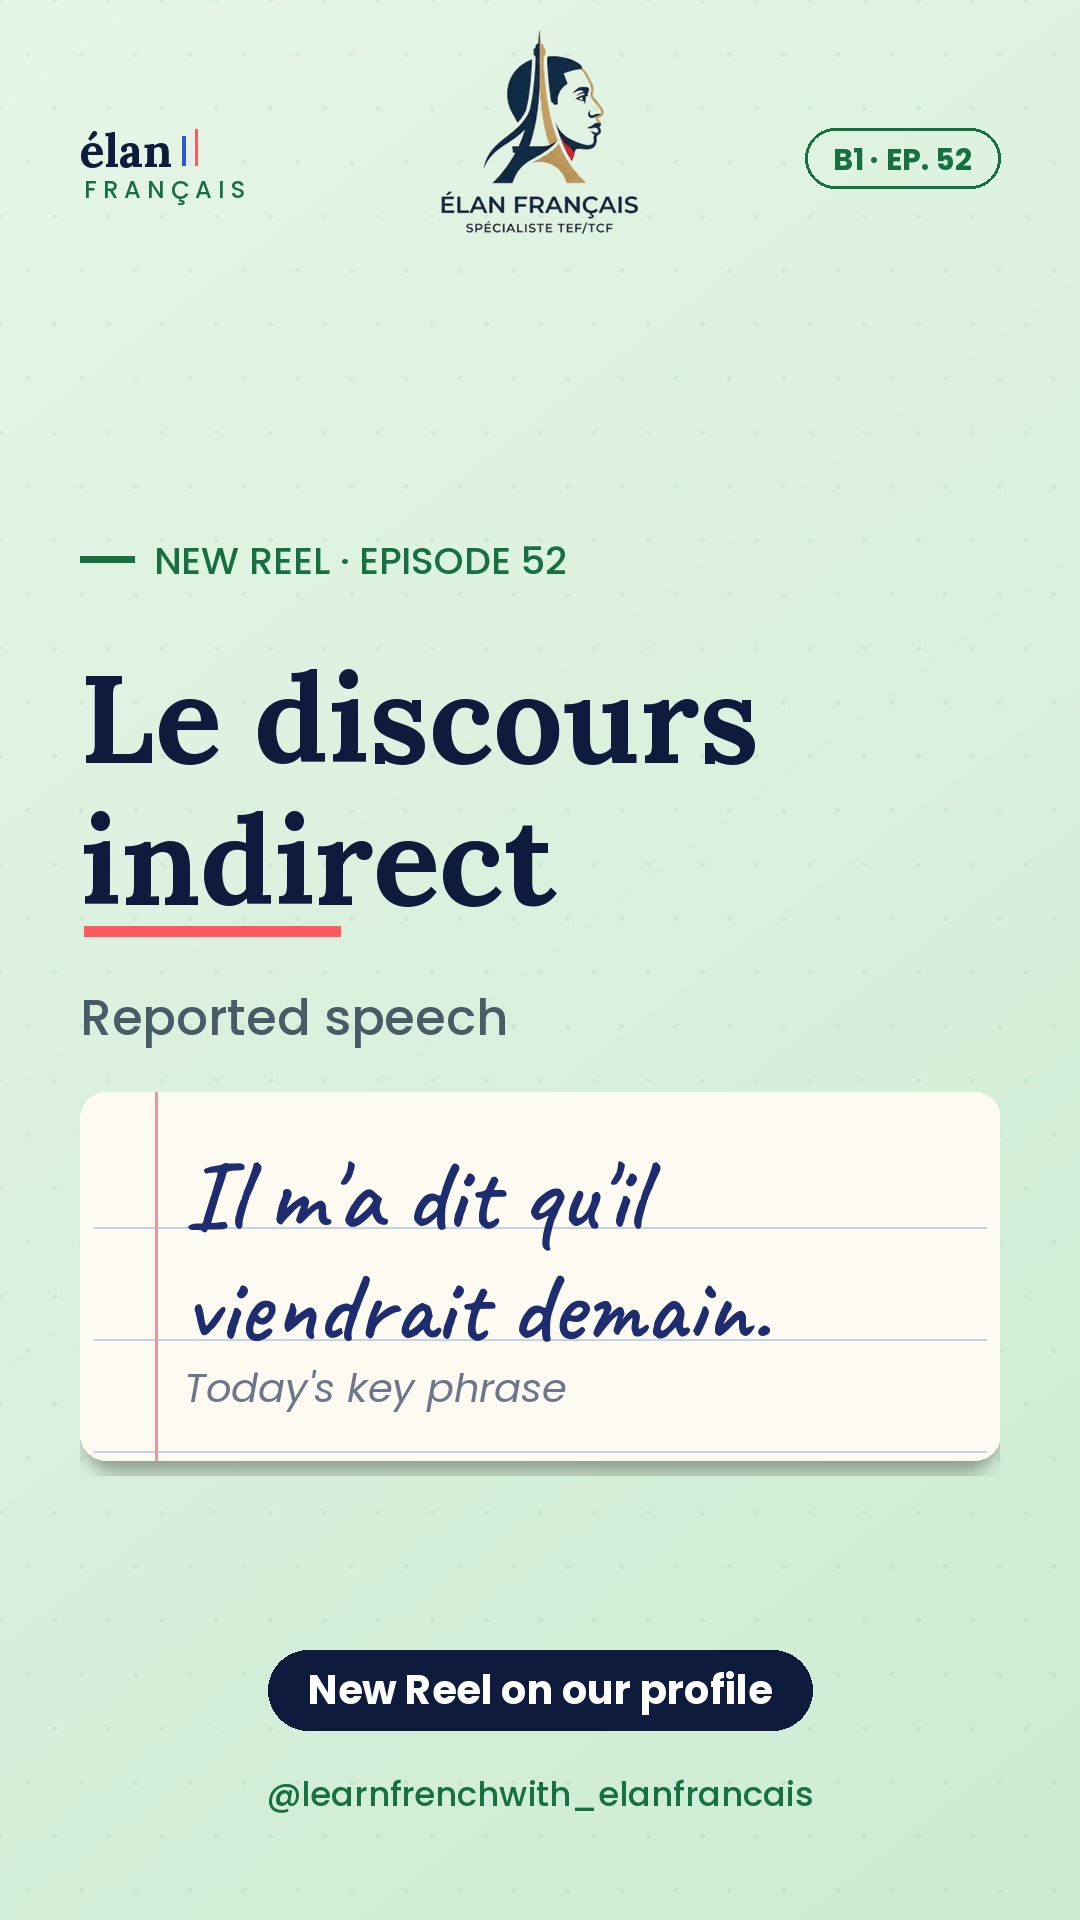 élan
FRANÇAIS
ÉLAN FRANÇAIS
SPÉCIALISTE TEF/TCF
B1 · EP. 52
NEW REEL · EPISODE 52
Le discours
indirect
Reported speech
Il m'a dit qu'il
viendrait demain.
Today's key phrase
New Reel on our profile
@learnfrenchwith_elanfrancais